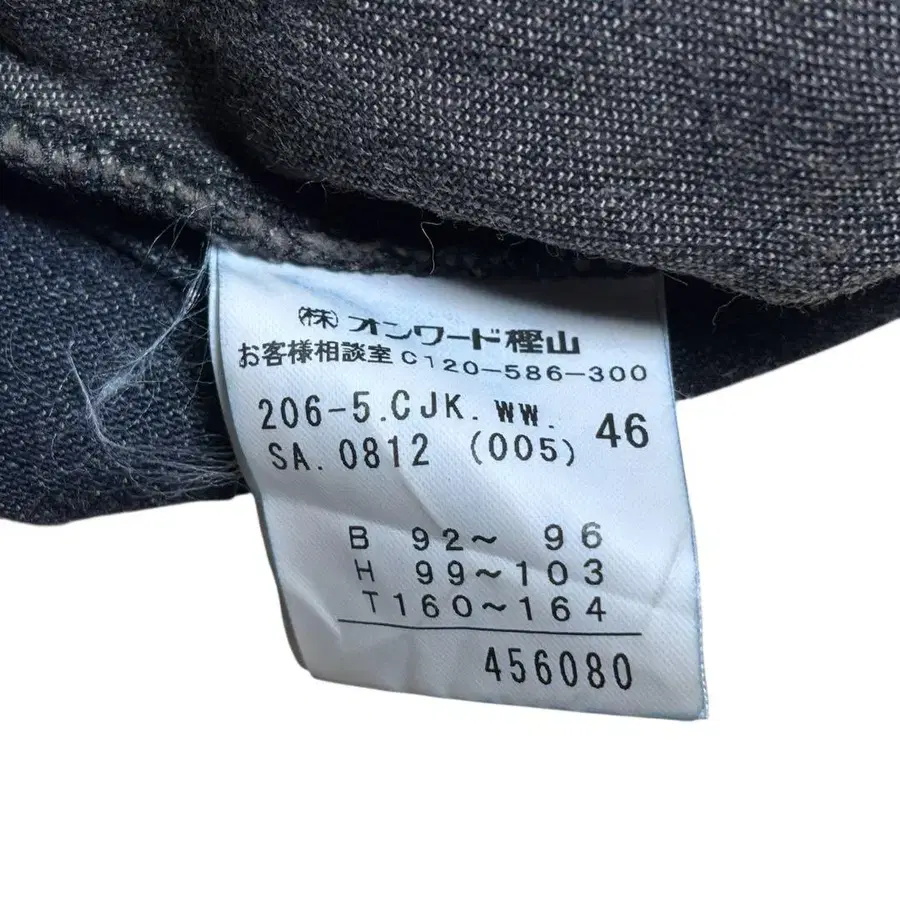 (株)オンワード樫山
お客様相談室 0120-586-300
206-5.CJK.WW. 46
SA.0812 (005)
B 92~ 96
H 99~103
T160~164
456080